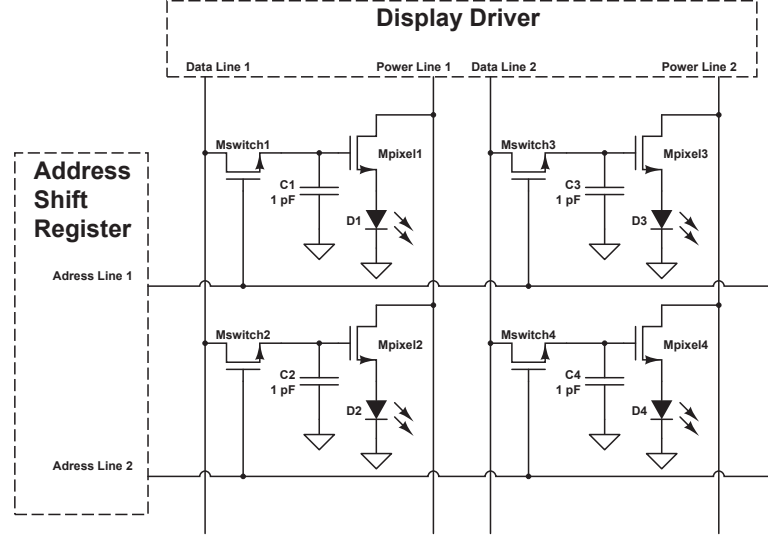 Display Driver
Data Line 1 Power Line 1 Data Line 2 Power Line 2
Mswitch1
Mpixel1
Mswitch3
Mpixel3
Address
Shift
Register
C1
1 pF
D1
C3
1 pF
D3
Adress Line 1
Mswitch2
Mpixel2
Mswitch4
Mpixel4
C2
1 pF
D2
C4
1 pF
D4
Adress Line 2